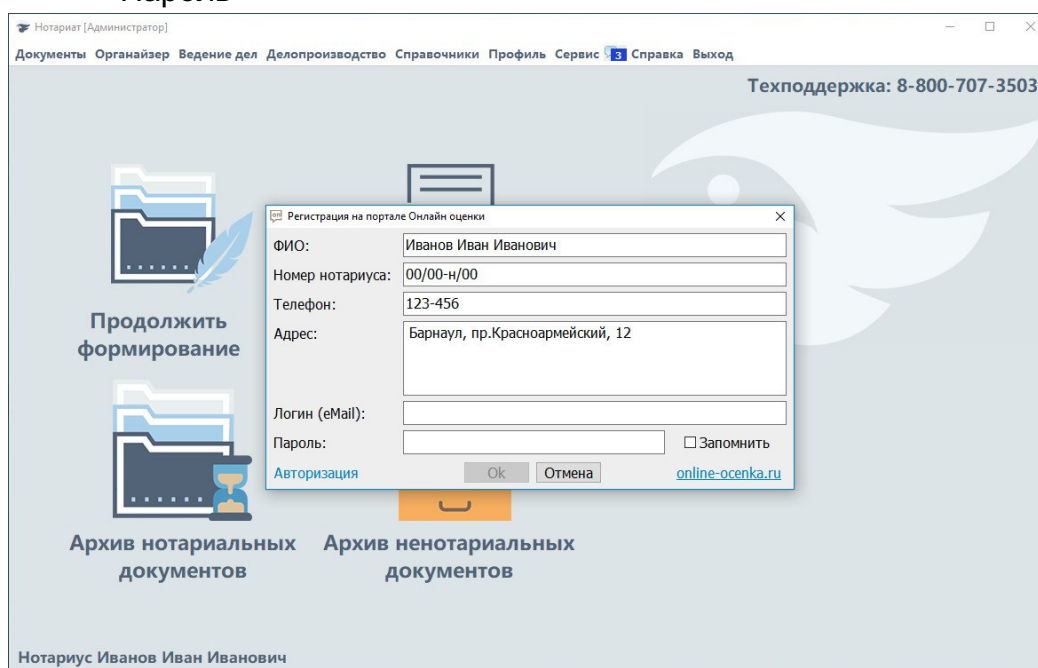 Пароль
Нотариат [Администратор]
Документы Органайзер Ведение дел Делопроизводство Справочники Профиль Сервис 3 Справка Выход
Техподдержка: 8-800-707-3503
Регистрация на портале Онлайн оценки
ФИО: Иванов Иван Иванович
Номер нотариуса: 00/00-н/00
Телефон: 123-456
Адрес: Барнаул, пр.Красноармейский, 12
Логин (eMail):
Пароль: Запомнить
Авторизация Ok Отмена online-ocenka.ru
Продолжить
формирование
Архив нотариальных
документов
Архив ненотариальных
документов
Нотариус Иванов Иван Иванович